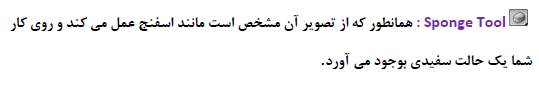 Sponge Tool : همانطور که از تصویر آن مشخص است مانند اسفنج عمل می کند و روی کار
شما یک حالت سفیدی بوجود می آورد.